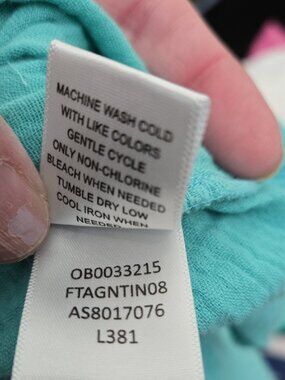 MACHINE WASH COLD
WITH LIKE COLORS
GENTLE CYCLE
ONLY NON-CHLORINE
BLEACH WHEN NEEDED
TUMBLE DRY LOW
COOL IRON WHEN
NEEDED
OB0033215
FTAGNTIN08
AS8017076
L381